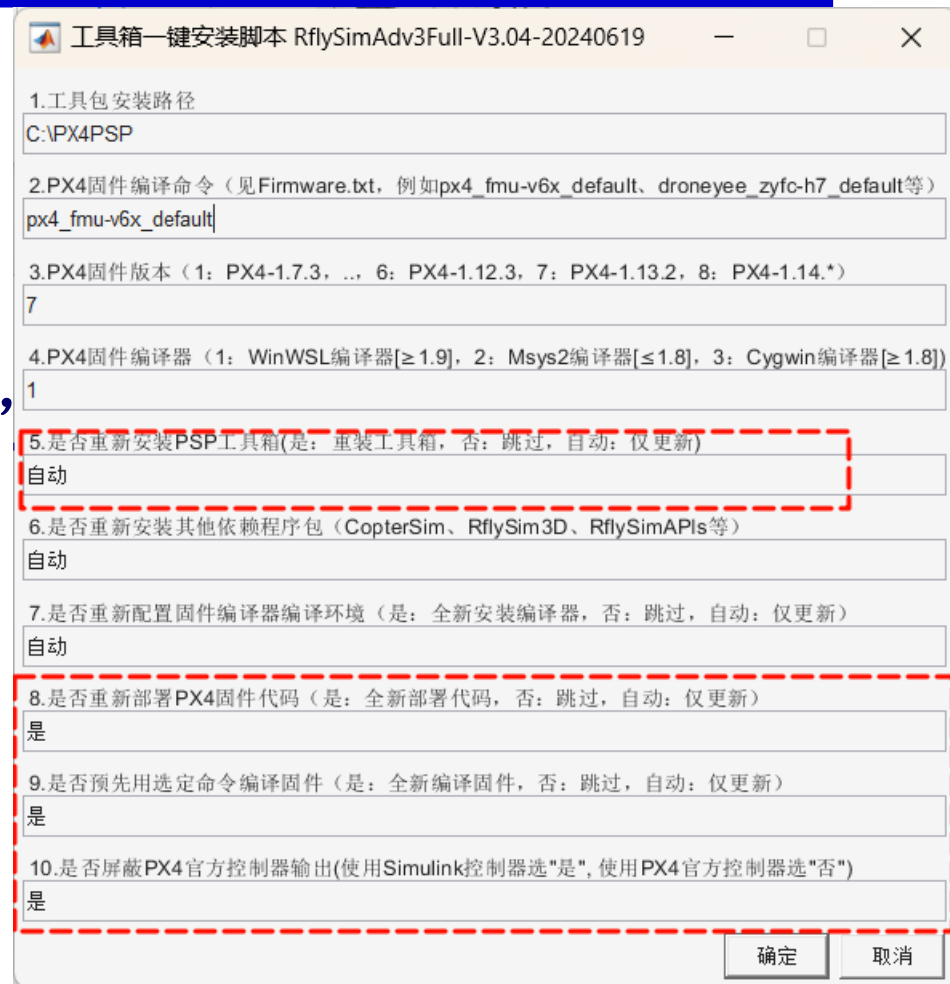 工具箱一键安装脚本 RflySimAdv3Full-V3.04-20240619
1.工具包安装路径
C:\PX4PSP
2.PX4固件编译命令（见Firmware.txt，例如px4_fmu-v6x_default、droneyee_zyfc-h7_default等）
px4_fmu-v6x_default
3.PX4固件版本（1：PX4-1.7.3，..，6：PX4-1.12.3，7：PX4-1.13.2，8：PX4-1.14.*）
7
4.PX4固件编译器（1：WinWSL编译器[≥1.9]，2：Msys2编译器[≤1.8]，3：Cygwin编译器[≥1.8]）
1
，
5.是否重新安装PSP工具箱(是：重装工具箱，否：跳过，自动：仅更新)
自动
6.是否重新安装其他依赖程序包（CopterSim、RflySim3D、RflySimAPIs等）
自动
7.是否重新配置固件编译器编译环境（是：全新安装编译器，否：跳过，自动：仅更新）
自动
8.是否重新部署PX4固件代码（是：全新部署代码，否：跳过，自动：仅更新）
是
9.是否预先用选定命令编译固件（是：全新编译固件，否：跳过，自动：仅更新）
是
10.是否屏蔽PX4官方控制器输出(使用Simulink控制器选"是", 使用PX4官方控制器选"否")
是
确定 取消